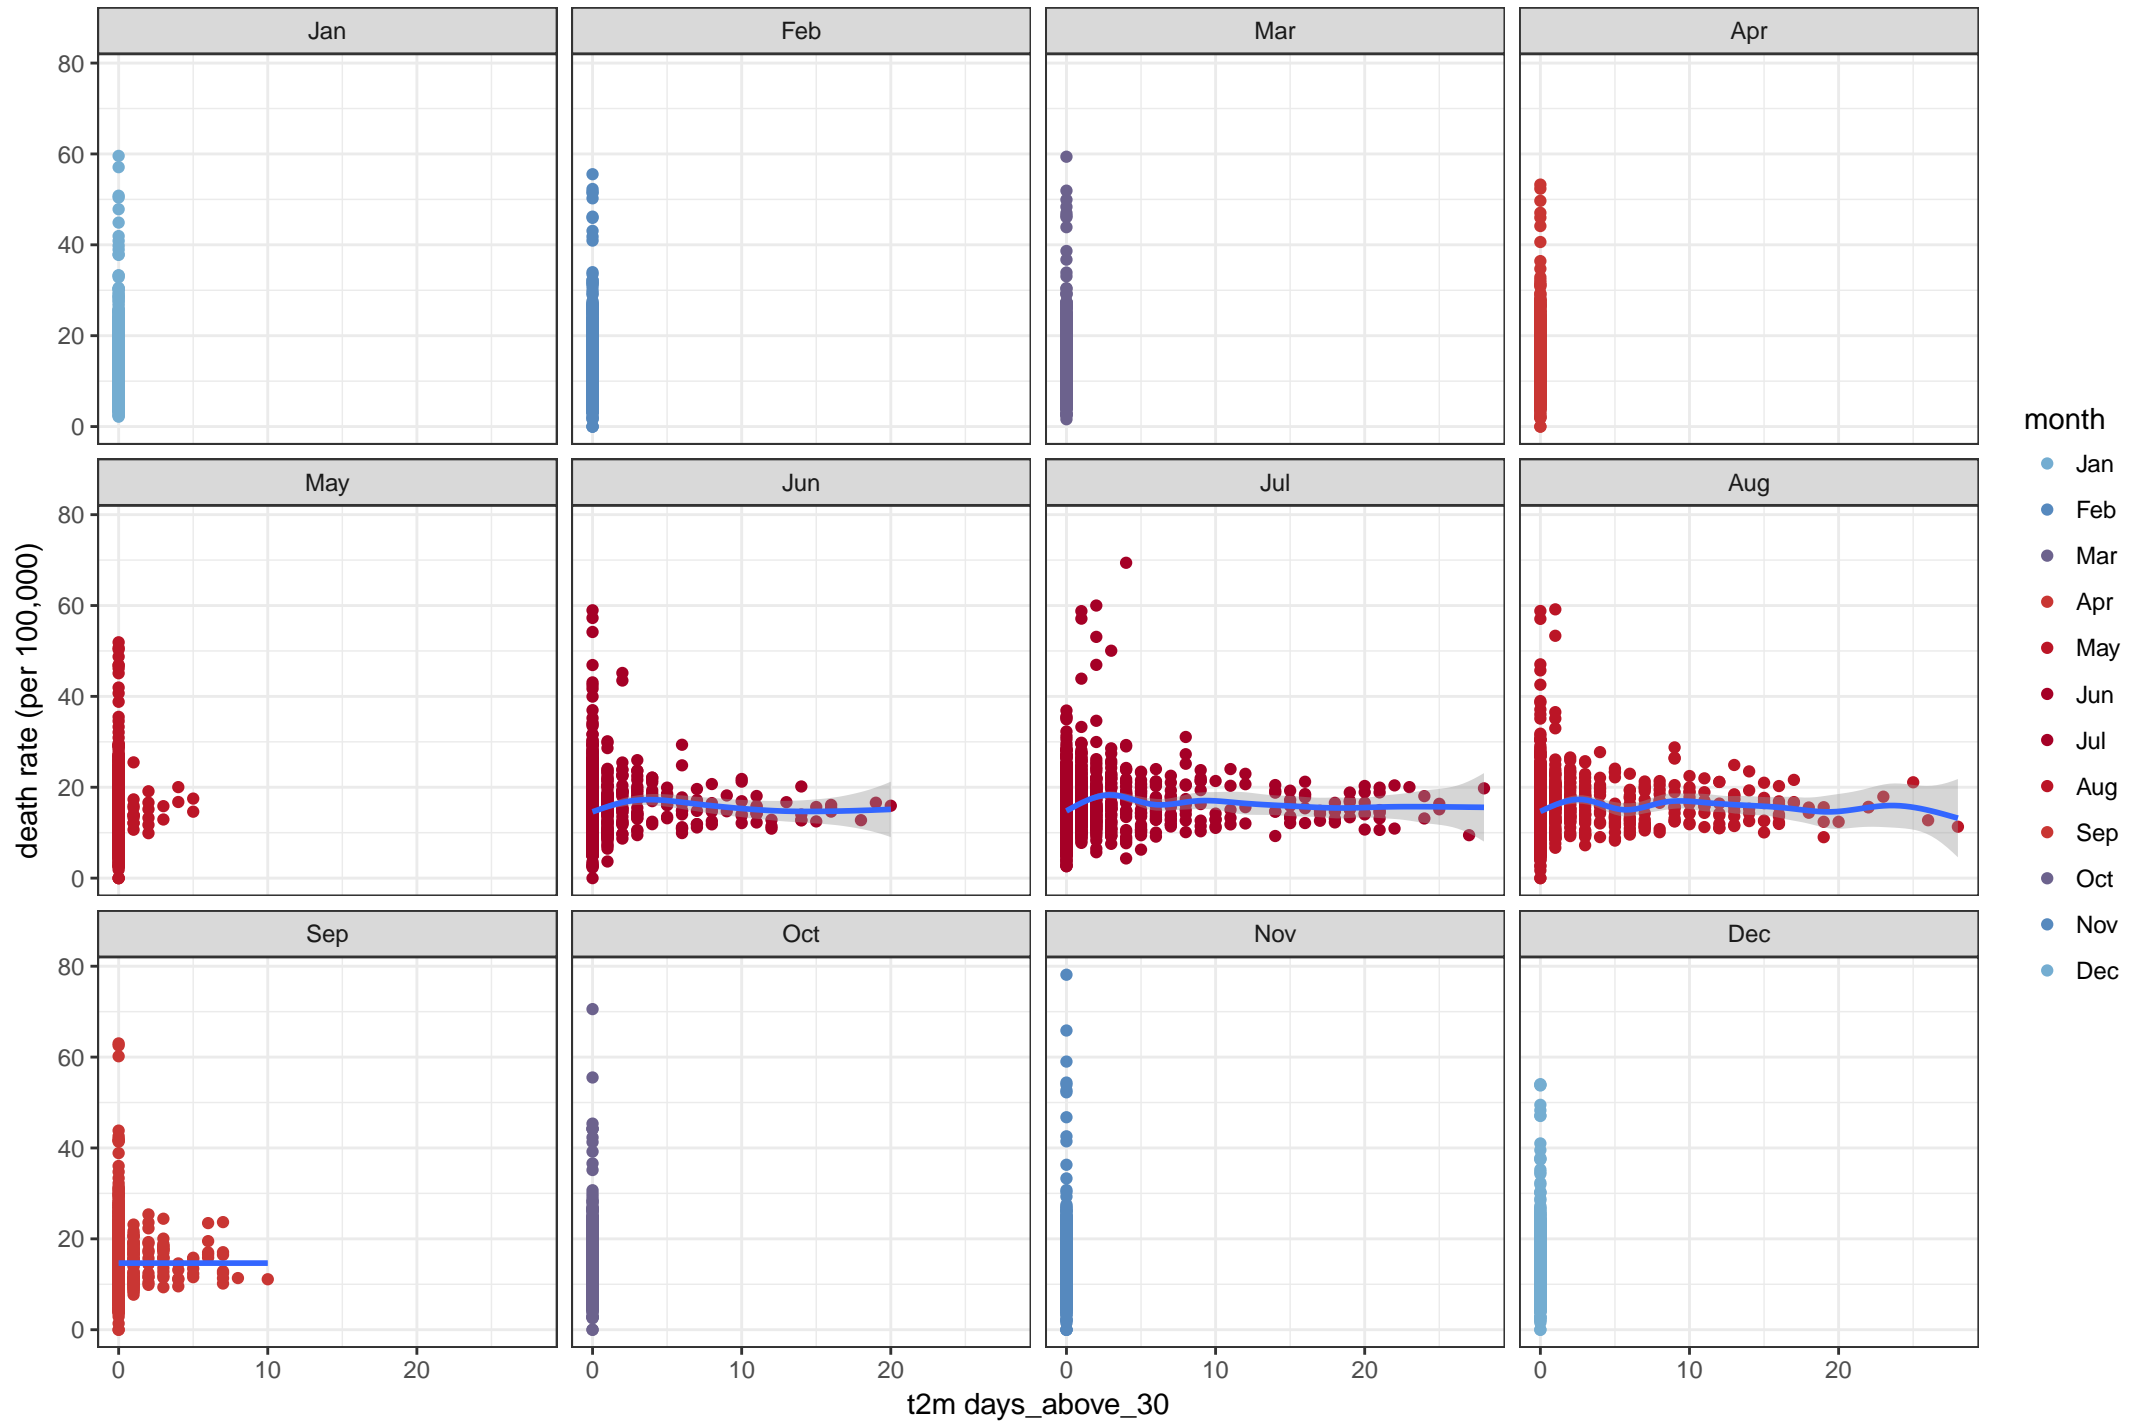 Jan Feb Mar Apr
80
60
40
20
0
May Jun Jul Aug
80
60
40
20
0
Sep Oct Nov Dec
80
60
40
20
0
0 10 20 0 10 20 0 10 20 0 10 20
t2m days_above_30
death rate (per 100,000)
month
Jan
Feb
Mar
Apr
May
Jun
Jul
Aug
Sep
Oct
Nov
Dec